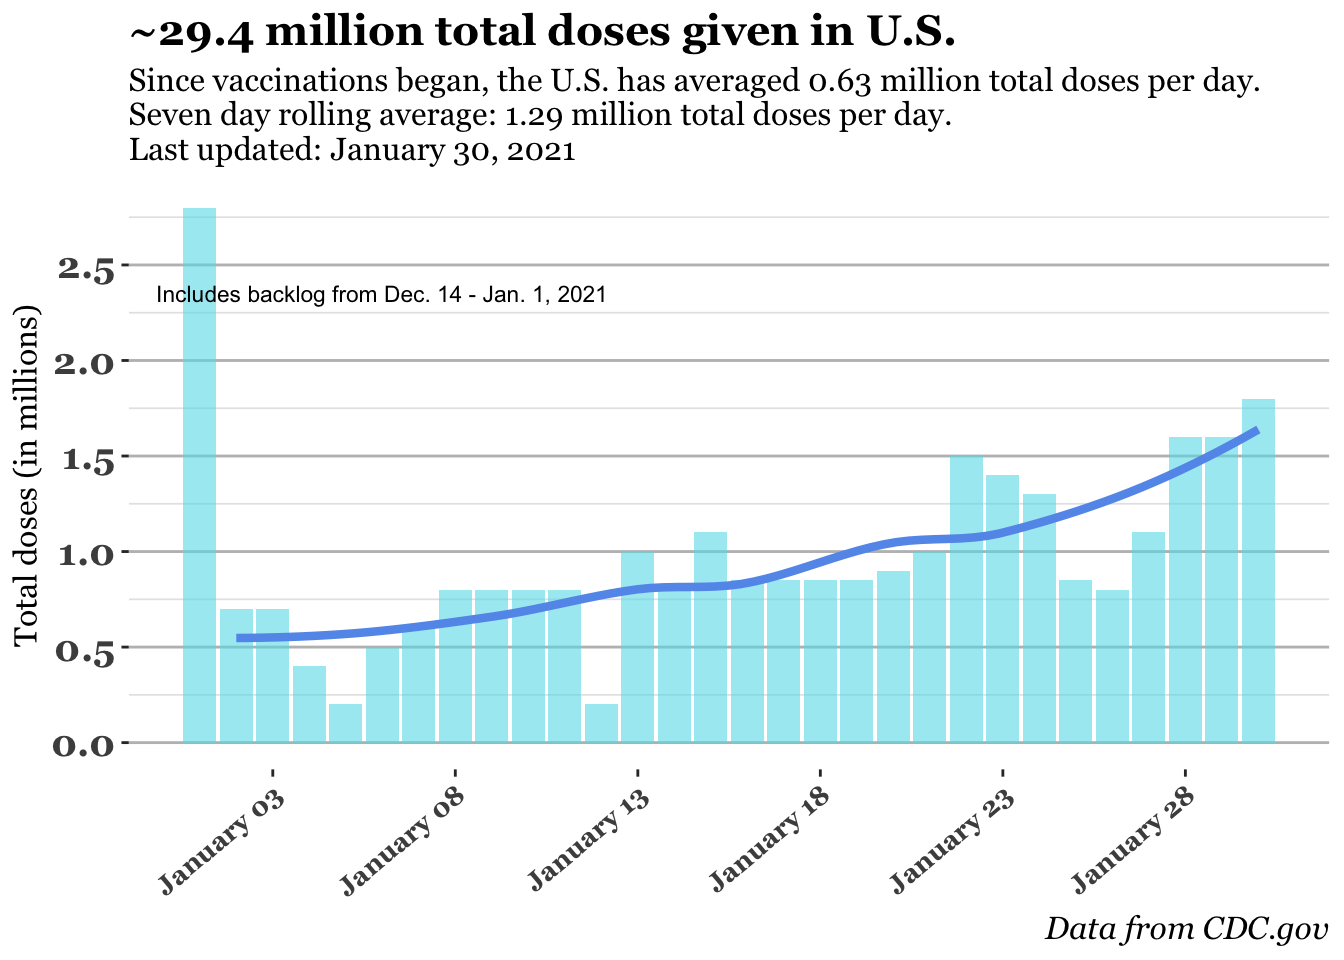 ~29.4 million total doses given in U.S.
Since vaccinations began, the U.S. has averaged 0.63 million total doses per day.
Seven day rolling average: 1.29 million total doses per day.
Last updated: January 30, 2021
Total doses (in millions)
2.5
2.0
1.5
1.0
0.5
0.0
Includes backlog from Dec. 14 - Jan. 1, 2021
January 03
January 08
January 13
January 18
January 23
January 28
Data from CDC.gov